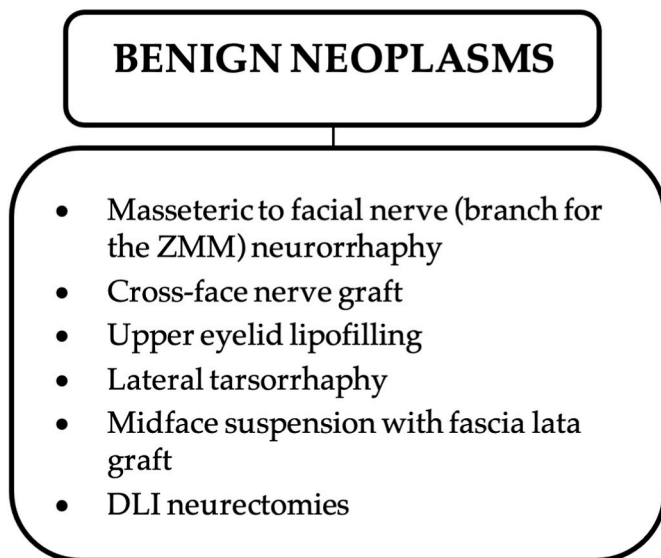 BENIGN NEOPLASMS
• Masseteric to facial nerve (branch for
the ZMM) neurorrhaphy
• Cross-face nerve graft
• Upper eyelid lipofilling
• Lateral tarsorrhaphy
• Midface suspension with fascia lata
graft
• DLI neurectomies